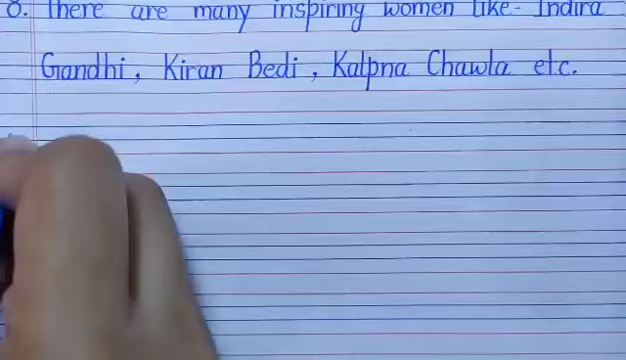 8. There are many inspiring women like- Indira
Gandhi, Kiran Bedi, Kalpna Chawla etc.